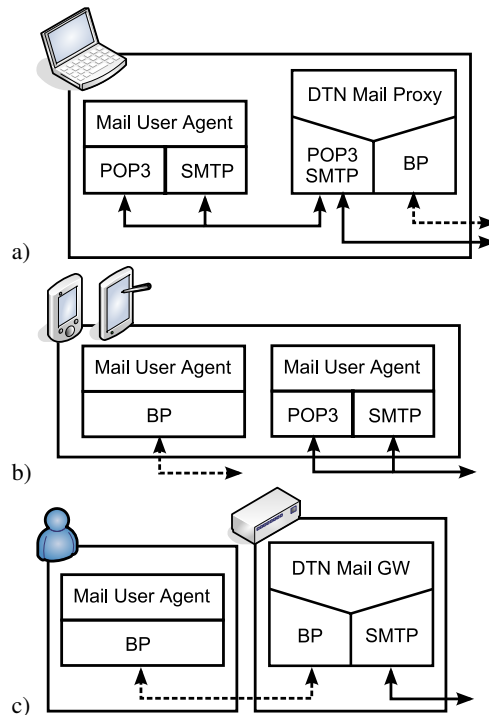 DTN Mail Proxy
Mail User Agent
POP3 SMTP
POP3
SMTP
BP
a)
Mail User Agent
Mail User Agent
BP
POP3 SMTP
b)
DTN Mail GW
Mail User Agent
BP
BP
SMTP
c)